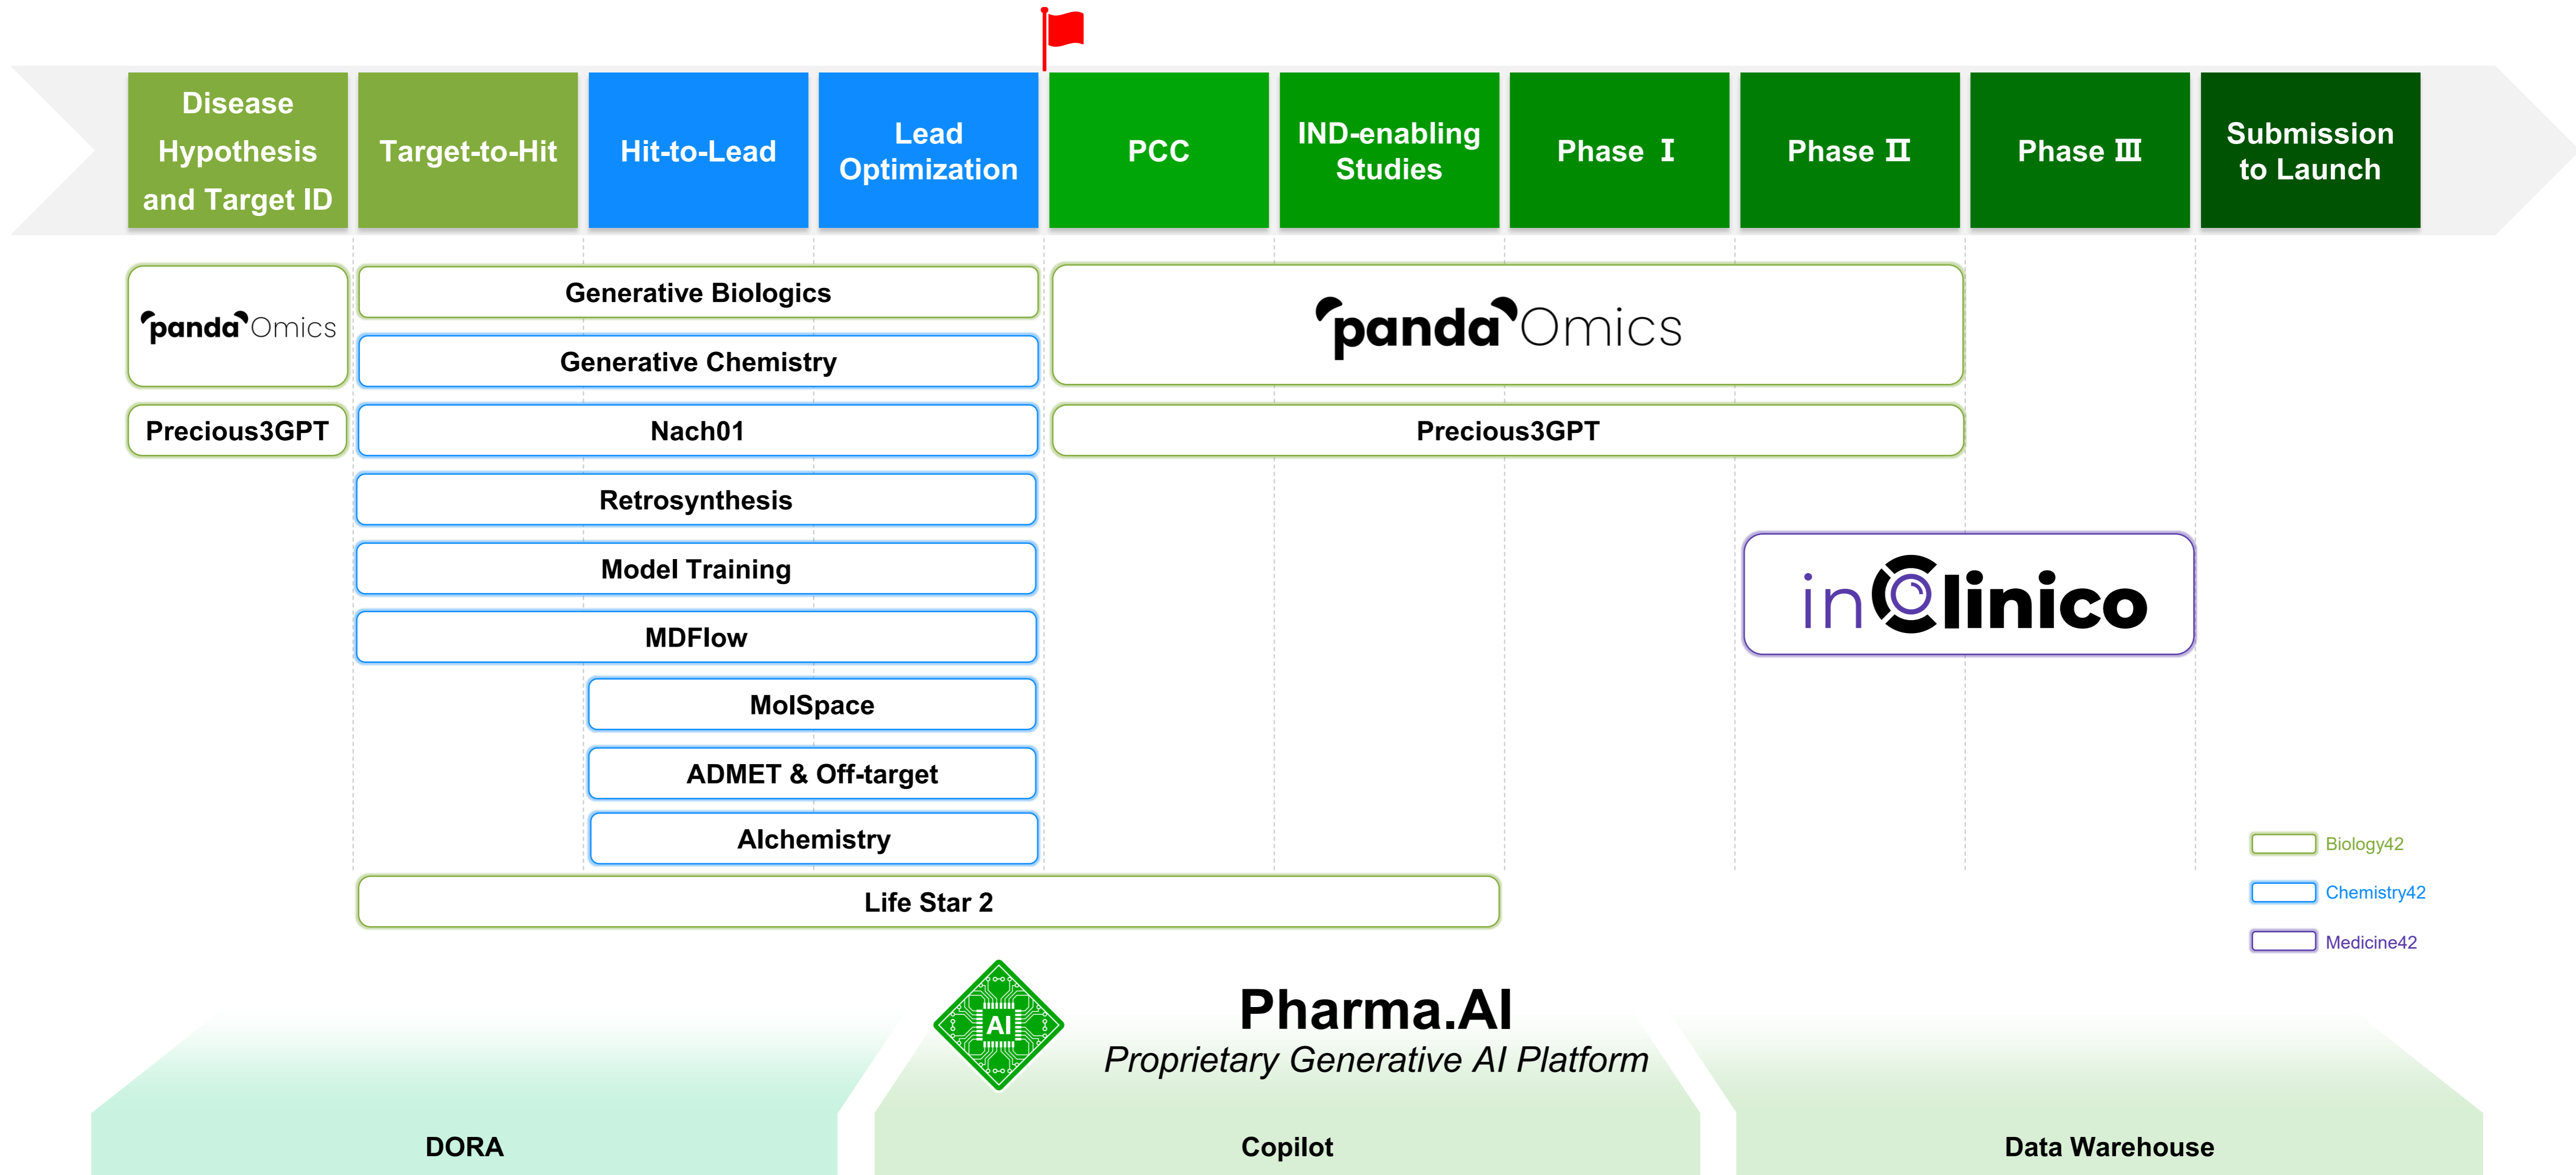 Disease
Hypothesis
and Target ID
Target-to-Hit
Hit-to-Lead
Lead
Optimization
PCC
IND-enabling
Studies
Phase I
Phase II
Phase III
Submission
to Launch
pandaOmics
Generative Biologics
pandaOmics
Generative Chemistry
Precious3GPT
Nach01
Precious3GPT
Retrosynthesis
Model Training
inClinico
MDFlow
MolSpace
ADMET & Off-target
Alchemistry
Life Star 2
Biology42
Chemistry42
Medicine42
AI
Pharma.AI
Proprietary Generative AI Platform
DORA
Copilot
Data Warehouse